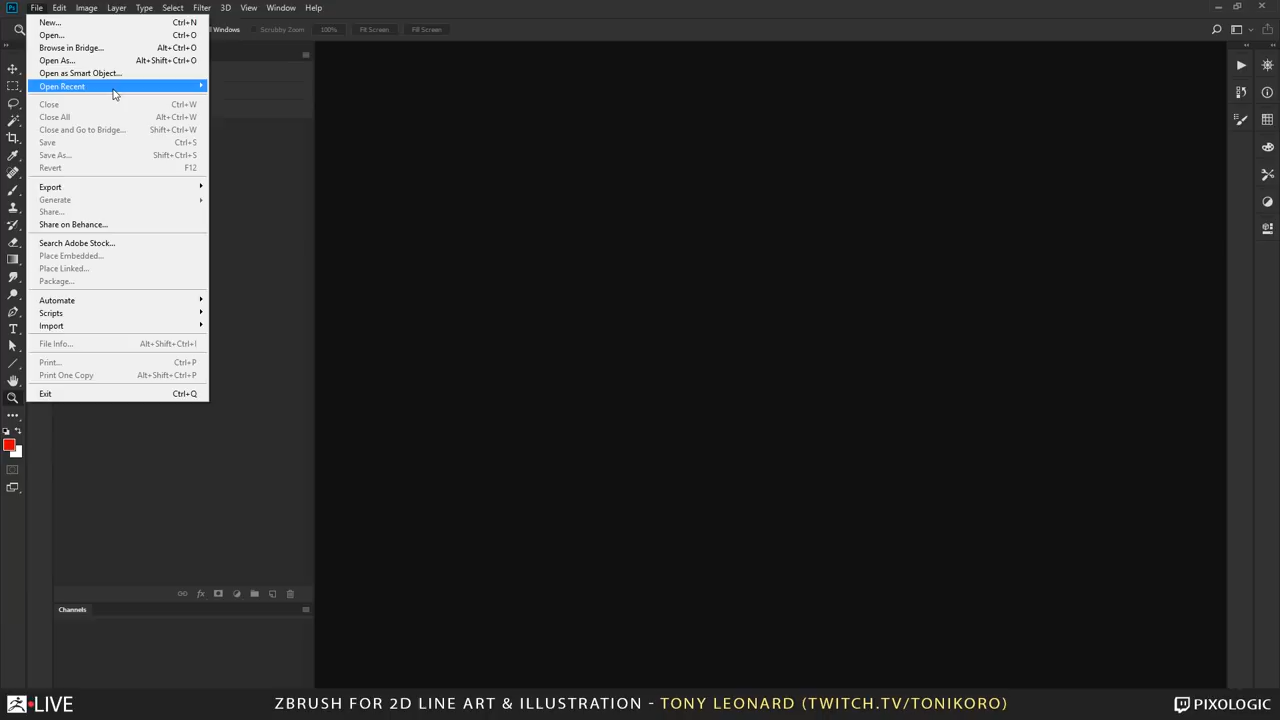 Ps File Edit Image Layer Type Select Filter 3D View Window Help
Windows Scrubby Zoom 100% Fit Screen Fill Screen
New... Ctrl+N
Open... Ctrl+O
Browse in Bridge... Alt+Ctrl+O
Open As... Alt+Shift+Ctrl+O
Open as Smart Object...
Open Recent
Close Ctrl+W
Close All Alt+Ctrl+W
Close and Go to Bridge... Shift+Ctrl+W
Save Ctrl+S
Save As... Shift+Ctrl+S
Revert F12
Export
Generate
Share...
Share on Behance...
Search Adobe Stock...
Place Embedded...
Place Linked...
Package...
Automate
Scripts
Import
File Info... Alt+Shift+Ctrl+I
Print... Ctrl+P
Print One Copy Alt+Shift+Ctrl+P
Exit Ctrl+Q
fx
Channels
LIVE ZBRUSH FOR 2D LINE ART & ILLUSTRATION - TONY LEONARD (TWITCH.TV/TONIKORO) PIXOLOGIC